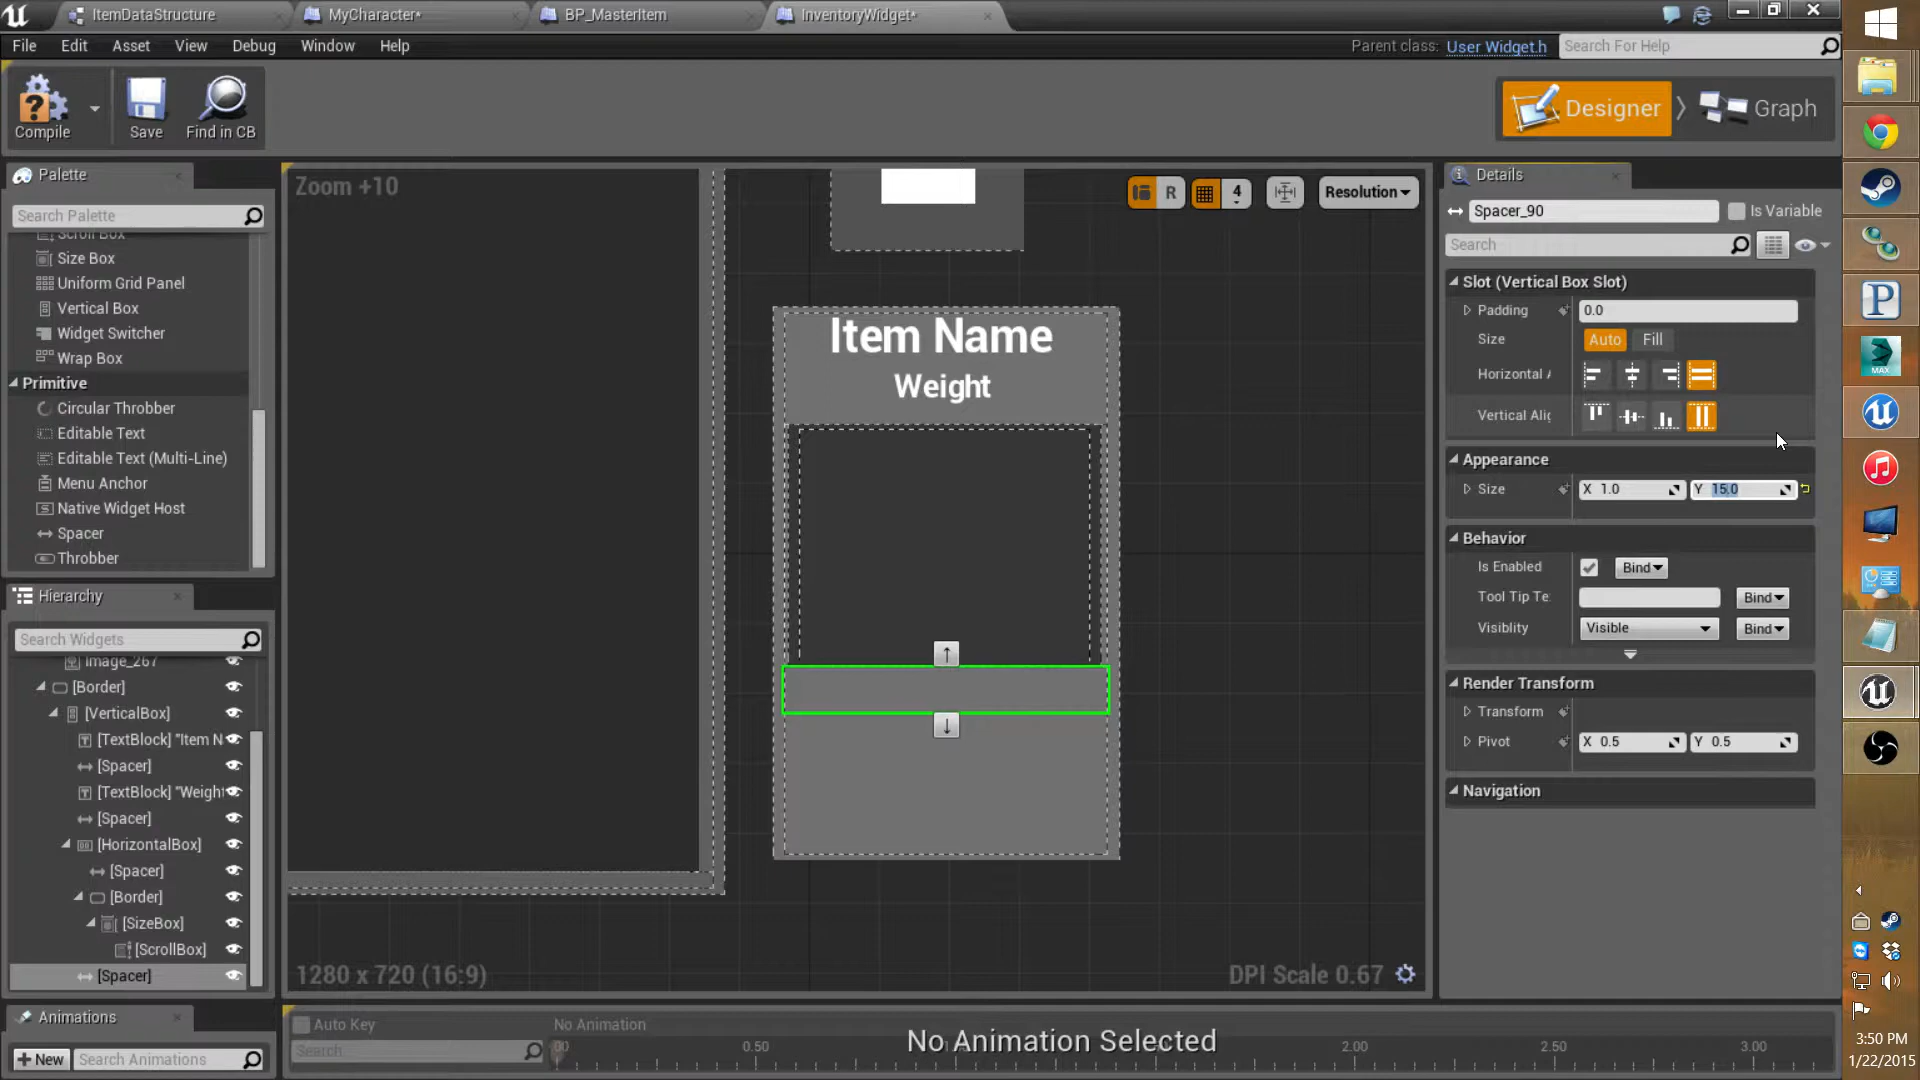 ItemDataStructure
MyCharacter*
BP_MasterItem
InventoryWidget*
File Edit Asset View Debug Window Help
Parent class: User Widget.h
Search For Help
Compile
Save
Find in CB
Designer
Graph
Palette
Search Palette
Scroll Box
Size Box
Uniform Grid Panel
Vertical Box
Widget Switcher
Wrap Box
Primitive
Circular Throbber
Editable Text
Editable Text (Multi-Line)
Menu Anchor
Native Widget Host
Spacer
Throbber
Hierarchy
Search Widgets
Image_267
[Border]
[VerticalBox]
[TextBlock] "Item N
[Spacer]
[TextBlock] "Weight
[Spacer]
[HorizontalBox]
[Spacer]
[Border]
[SizeBox]
[ScrollBox]
[Spacer]
Animations
+New
Search Animations
Zoom +10
R
4
Resolution
Item Name
Weight
1280 x 720 (16:9)
DPI Scale 0.67
Auto Key
Search
No Animation
No Animation Selected
0.50
2.00
2.50
3.00
Details
Spacer_90
Is Variable
Search
Slot (Vertical Box Slot)
Padding
0.0
Size
Auto
Fill
Horizontal A
Vertical Alig
Appearance
Size
X 1.0
Y 15.0
Behavior
Is Enabled
Bind
Tool Tip Te
Bind
Visiblity
Visible
Bind
Render Transform
Transform
Pivot
X 0.5
Y 0.5
Navigation
P
MAX
3:50 PM
1/22/2015